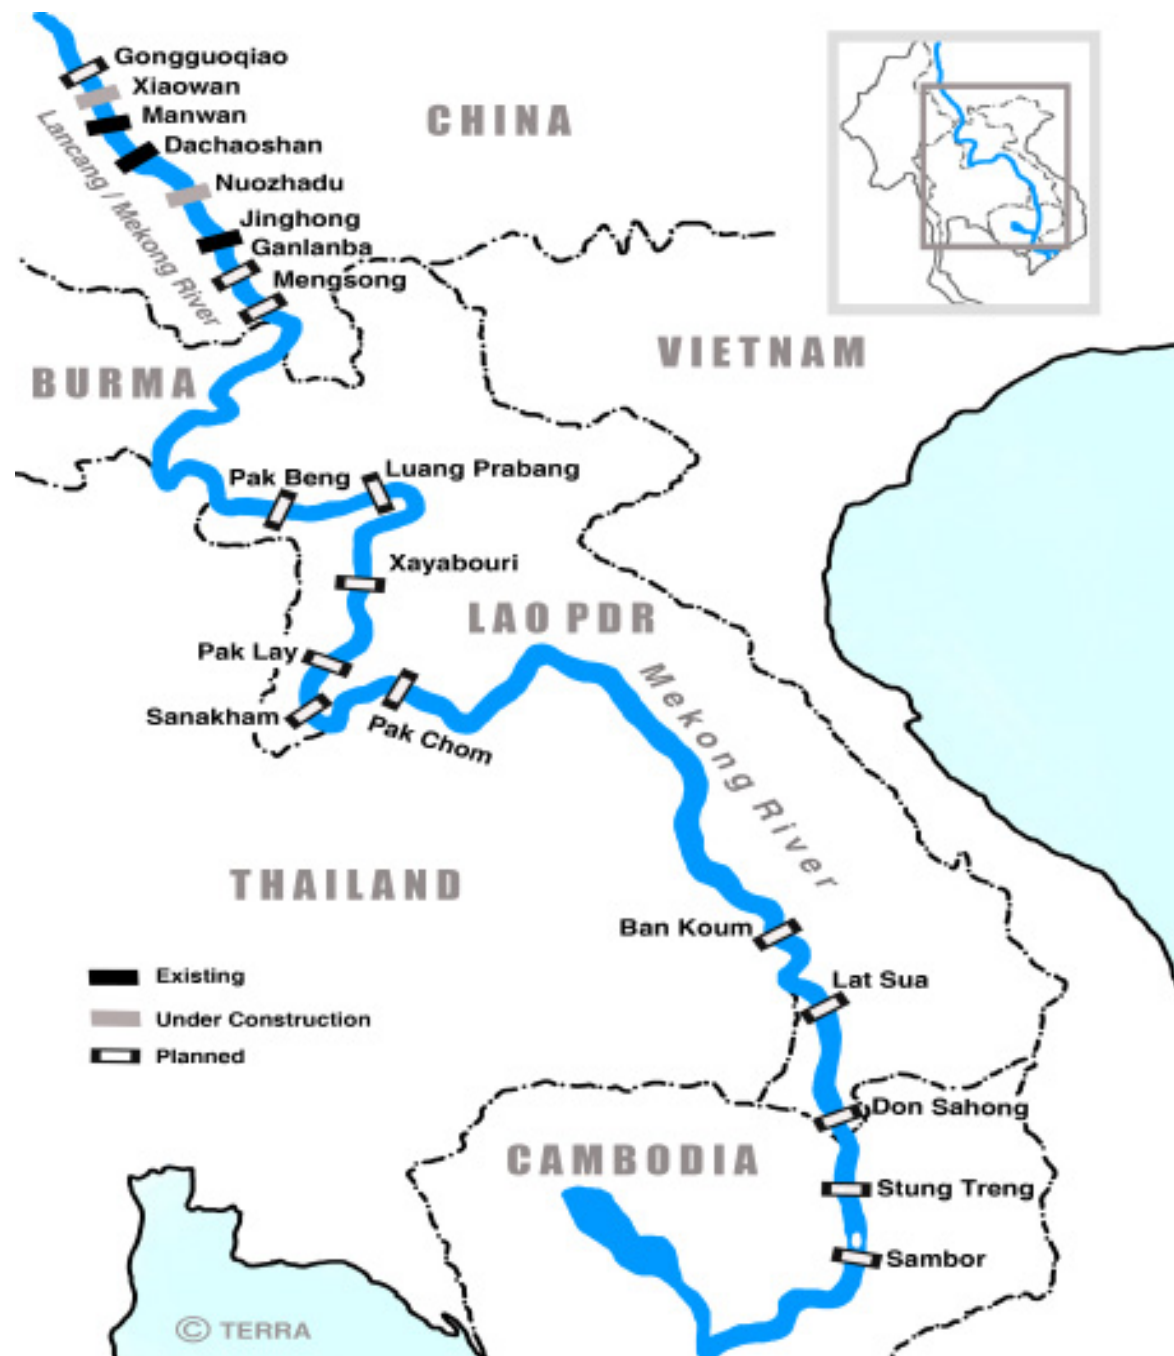 Gongguoqiao
Xiaowan
CHINA
Manwan
Dachaoshan
Lancang / Mekong River
Nuozhadu
Jinghong
Ganlanba
Mengsong
VIETNAM
BURMA
Pak Beng
Luang Prabang
Xayabouri
LAO PDR
Pak Lay
Mekong River
Sanakham
Pak Chom
THAILAND
Ban Koum
Existing
Lat Sua
Under Construction
Planned
Don Sahong
CAMBODIA
Stung Treng
Sambor
© TERRA